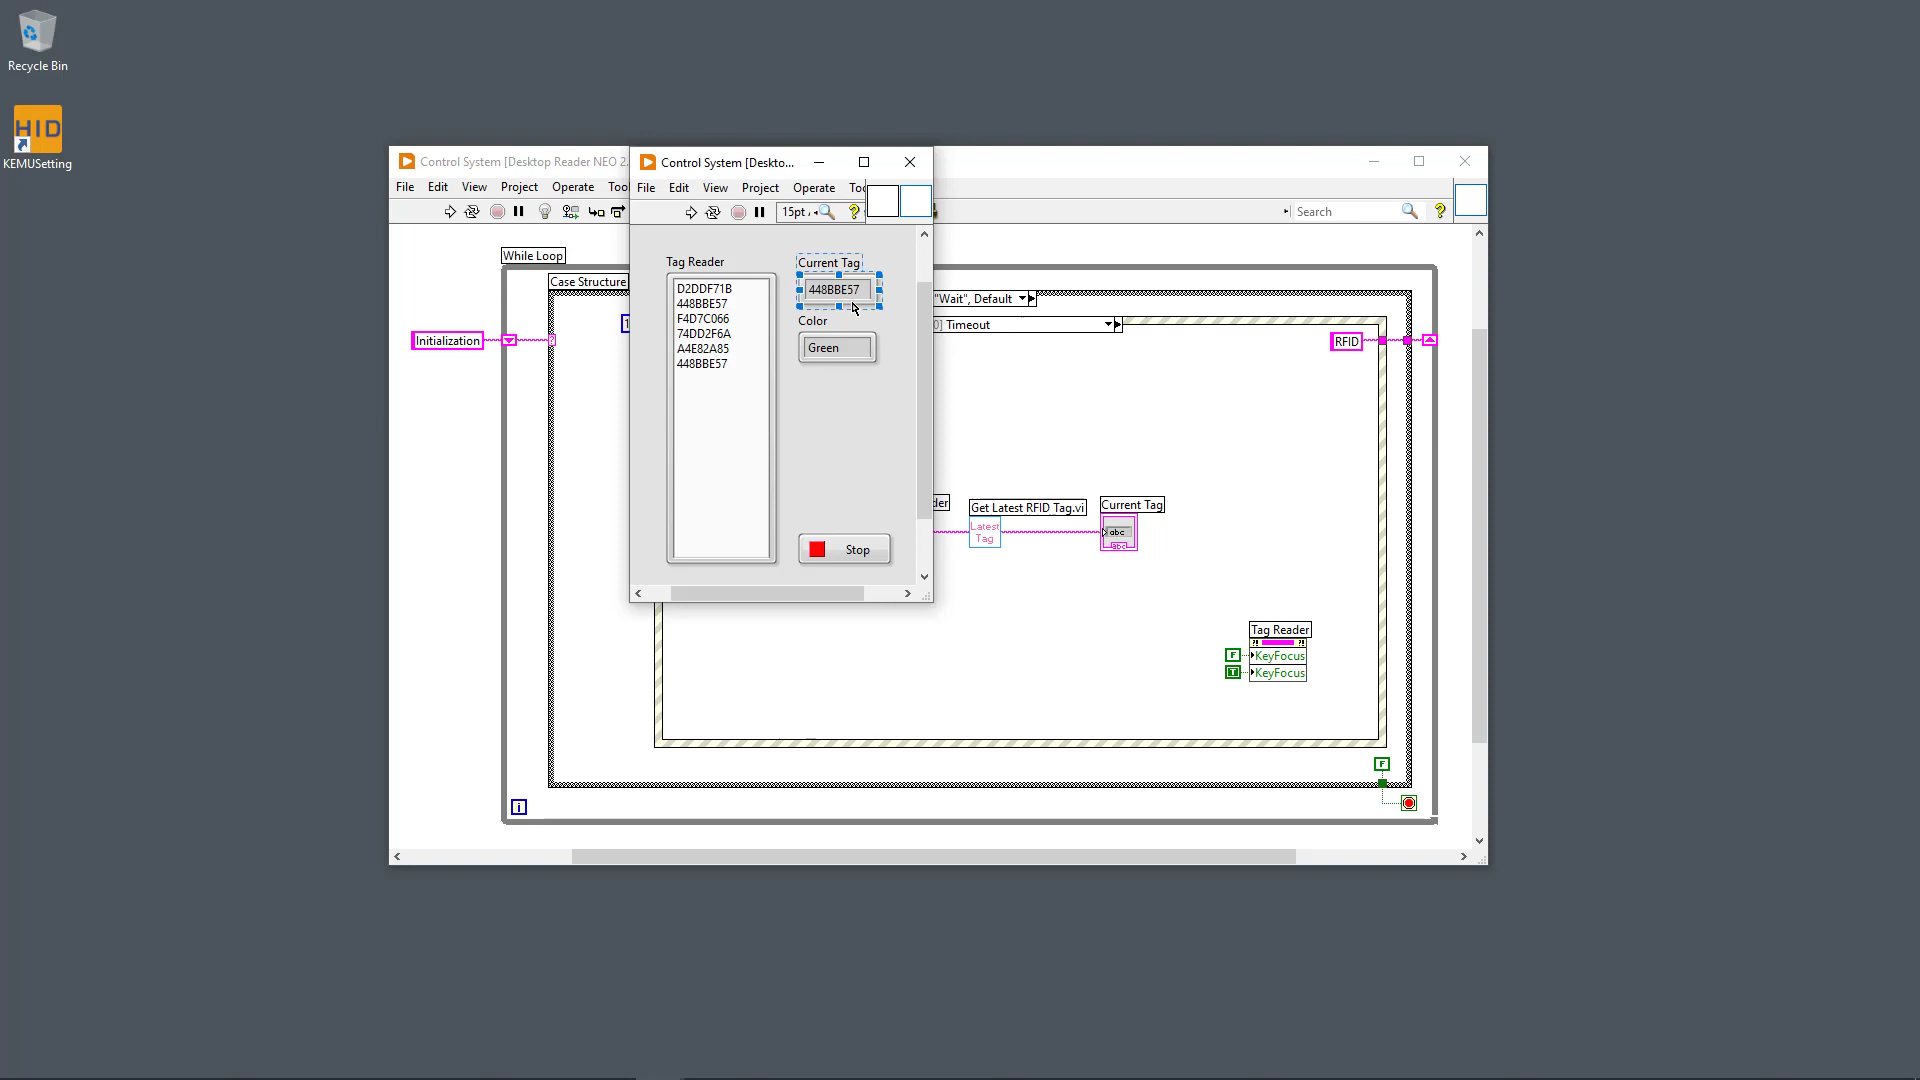 Recycle Bin
HID
KEMUSetting
Control System [Desktop Reader NEO 2.
File Edit View Project Operate Too
Search
?
Control System [Deskto...
File Edit View Project Operate Too
15pt
?
While Loop
Case Structure
"Wait", Default
Timeout
Initialization
?
RFID
Tag Reader
D2DDF71B
448BBE57
F4D7C066
74DD2F6A
A4E82A85
448BBE57
Current Tag
448BBE57
Color
Green
Stop
der
Get Latest RFID Tag.vi
Latest
Tag
Current Tag
abc
abc
Tag Reader
F KeyFocus
T KeyFocus
F
i